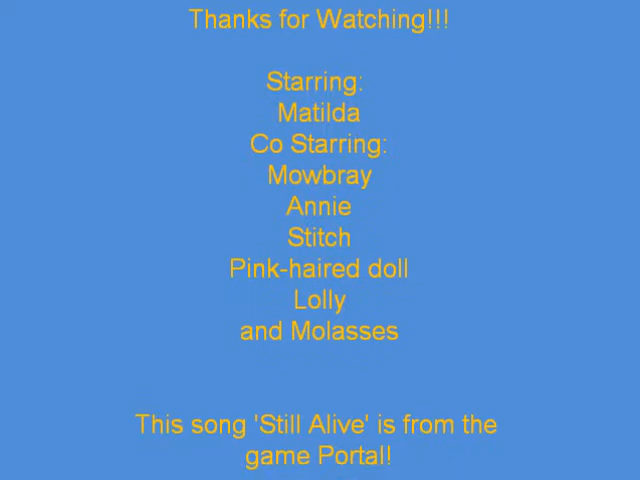 Thanks for Watching!!!
Starring:
Matilda
Co Starring:
Mowbray
Annie
Stitch
Pink-haired doll
Lolly
and Molasses
This song 'Still Alive' is from the
game Portal!